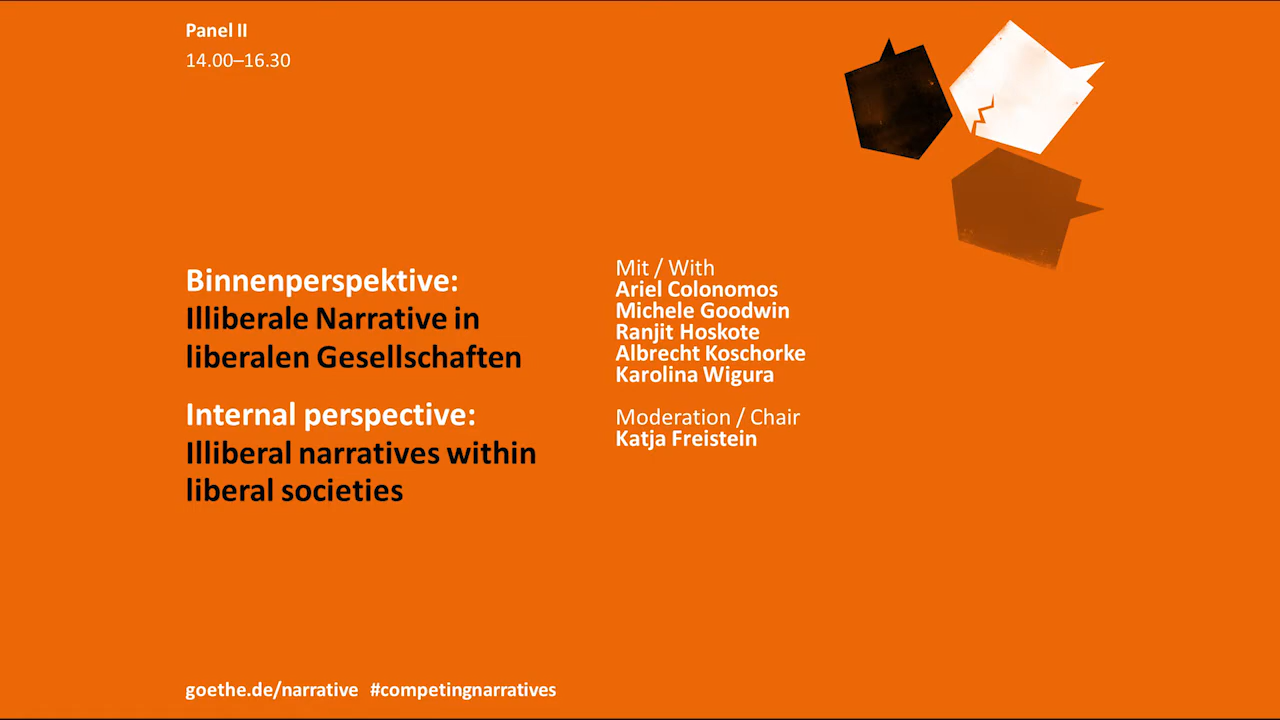 Panel II
14.00–16.30
Binnenperspektive:
Illiberale Narrative in
liberalen Gesellschaften
Internal perspective:
Illiberal narratives within
liberal societies
Mit / With
Ariel Colonomos
Michele Goodwin
Ranjit Hoskote
Albrecht Koschorke
Karolina Wigura
Moderation / Chair
Katja Freistein
goethe.de/narrative #competingnarratives